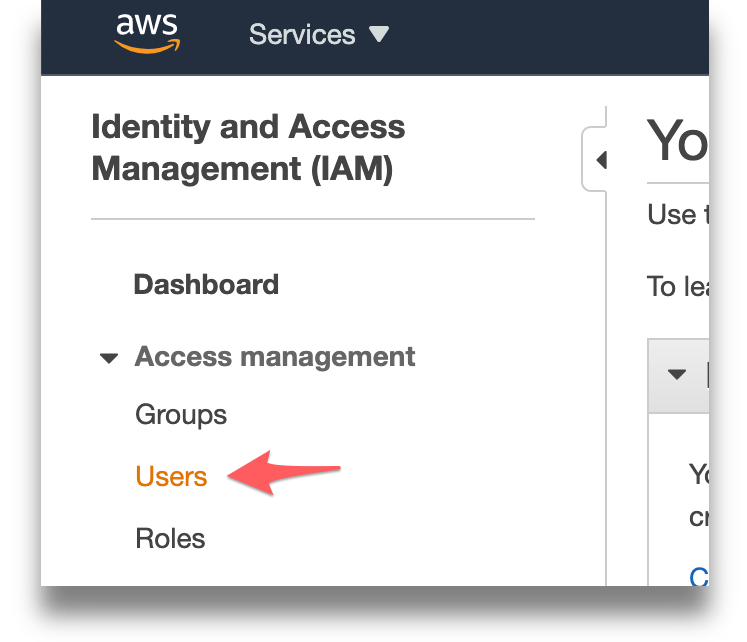 aws
Services
Identity and Access
Management (IAM)
Dashboard
Access management
Groups
Users
Roles
Yo
Use t
To lea
Yo
cr
C